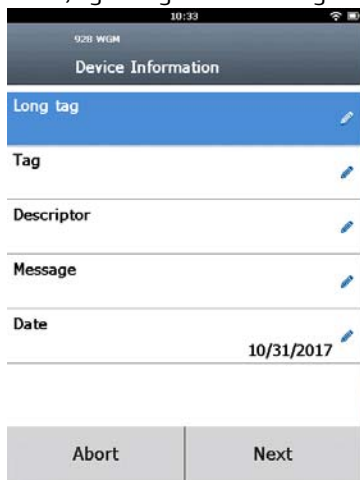 10:33
928 WGM
Device Information
Long tag
Tag
Descriptor
Message
Date
10/31/2017
Abort
Next